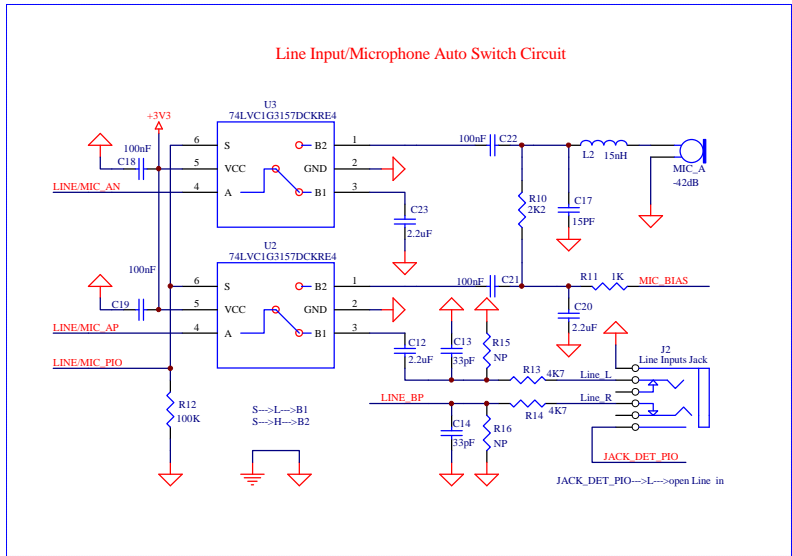 Line Input/Microphone Auto Switch Circuit
+3V3
U3
74LVC1G3157DCKRE4
100nF
C18
6
S
5
VCC
4
A
B2
1
GND
2
B1
3
LINE/MIC_AN
100nF
C22
L2
15nH
MIC_A
-42dB
R10
2K2
C17
15PF
C23
2.2uF
U2
74LVC1G3157DCKRE4
100nF
C19
6
S
5
VCC
4
A
B2
1
GND
2
B1
3
LINE/MIC_AP
LINE/MIC_PIO
100nF
C21
R11
1K
MIC_BIAS
C20
2.2uF
C12
2.2uF
C13
33pF
R15
NP
R13
4K7
Line_L
J2
Line Inputs Jack
LINE_BP
R14
4K7
Line_R
C14
33pF
R16
NP
R12
100K
S--->L--->B1
S--->H--->B2
JACK_DET_PIO
JACK_DET_PIO--->L--->open Line in